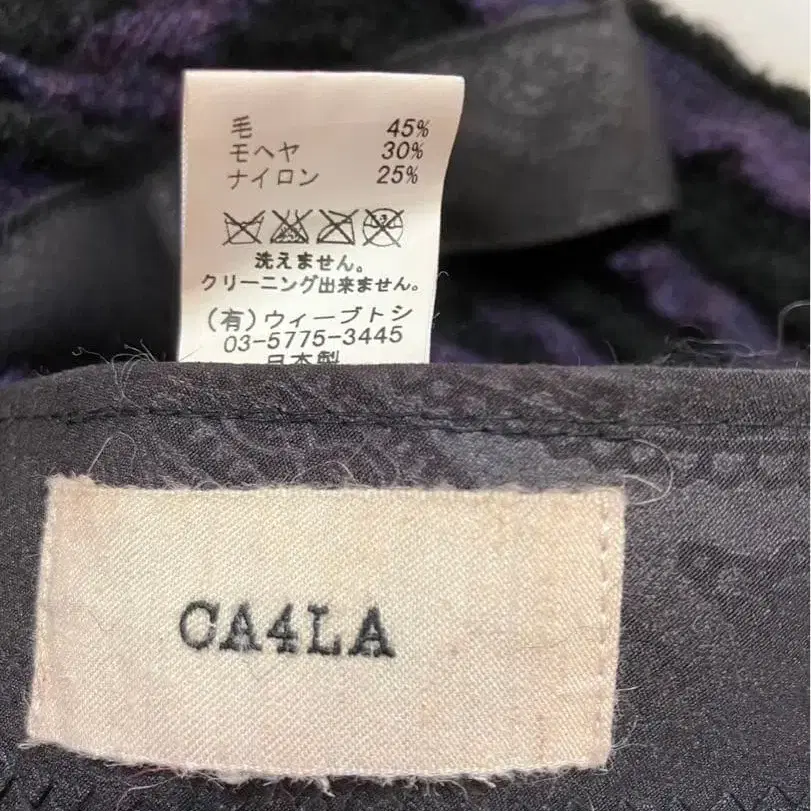 毛 45%
モヘヤ 30%
ナイロン 25%
洗えません。
クリーニング出来ません。
(有)ウィーブトシ
03-5775-3445
日本製
CA4LA